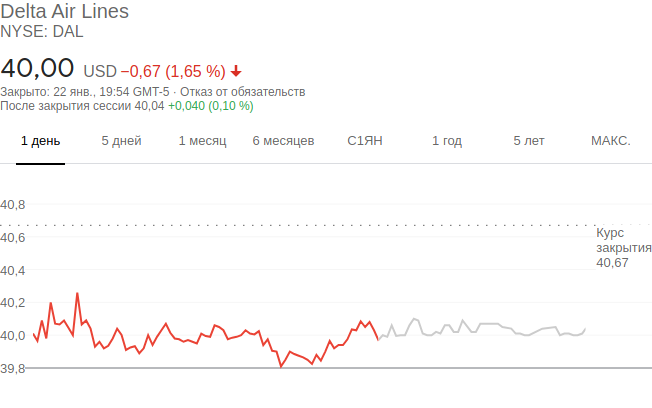 Delta Air Lines
NYSE: DAL
40,00 USD −0,67 (1,65 %)
Закрыто: 22 янв., 19:54 GMT-5 · Отказ от обязательств
После закрытия сессии 40,04 +0,040 (0,10 %)
1 день 5 дней 1 месяц 6 месяцев С1ЯН 1 год 5 лет МАКС.
40,8
40,6
40,4
40,2
40,0
39,8
Курс
закрытия
40,67